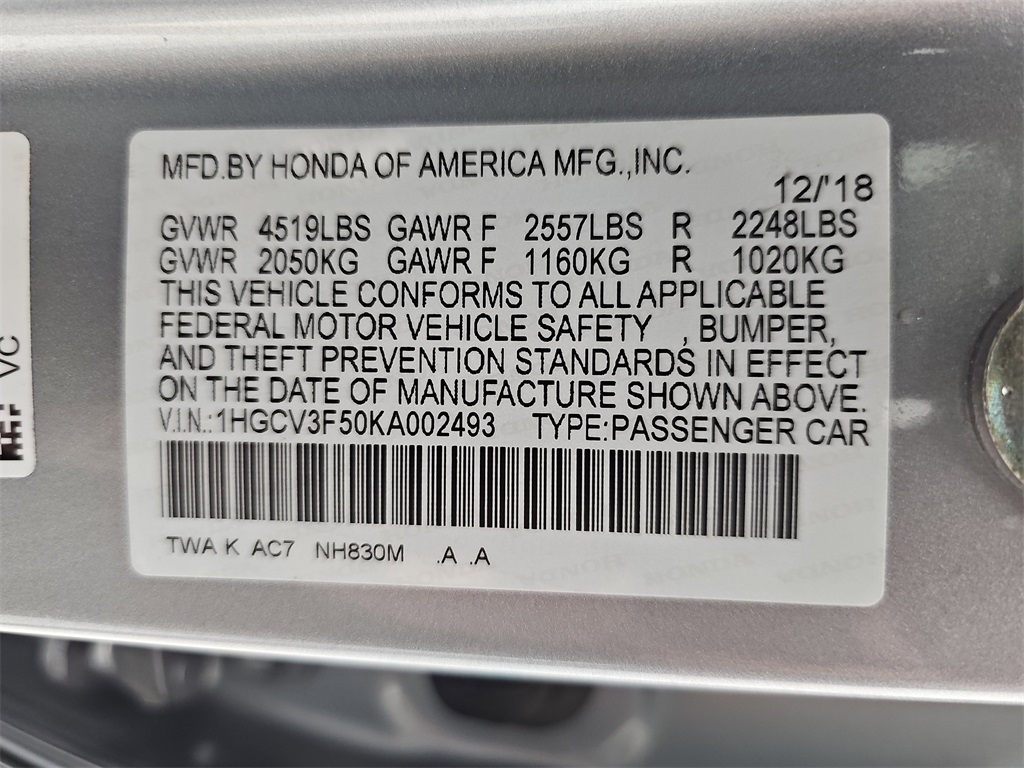 MFD.BY HONDA OF AMERICA MFG.,INC.
12/'18
GVWR 4519LBS GAWR F 2557LBS R 2248LBS
GVWR 2050KG GAWR F 1160KG R 1020KG
THIS VEHICLE CONFORMS TO ALL APPLICABLE
FEDERAL MOTOR VEHICLE SAFETY , BUMPER,
AND THEFT PREVENTION STANDARDS IN EFFECT
ON THE DATE OF MANUFACTURE SHOWN ABOVE.
V.I.N.:1HGCV3F50KA002493 TYPE:PASSENGER CAR
TWA K AC7 NH830M .A .A
VC